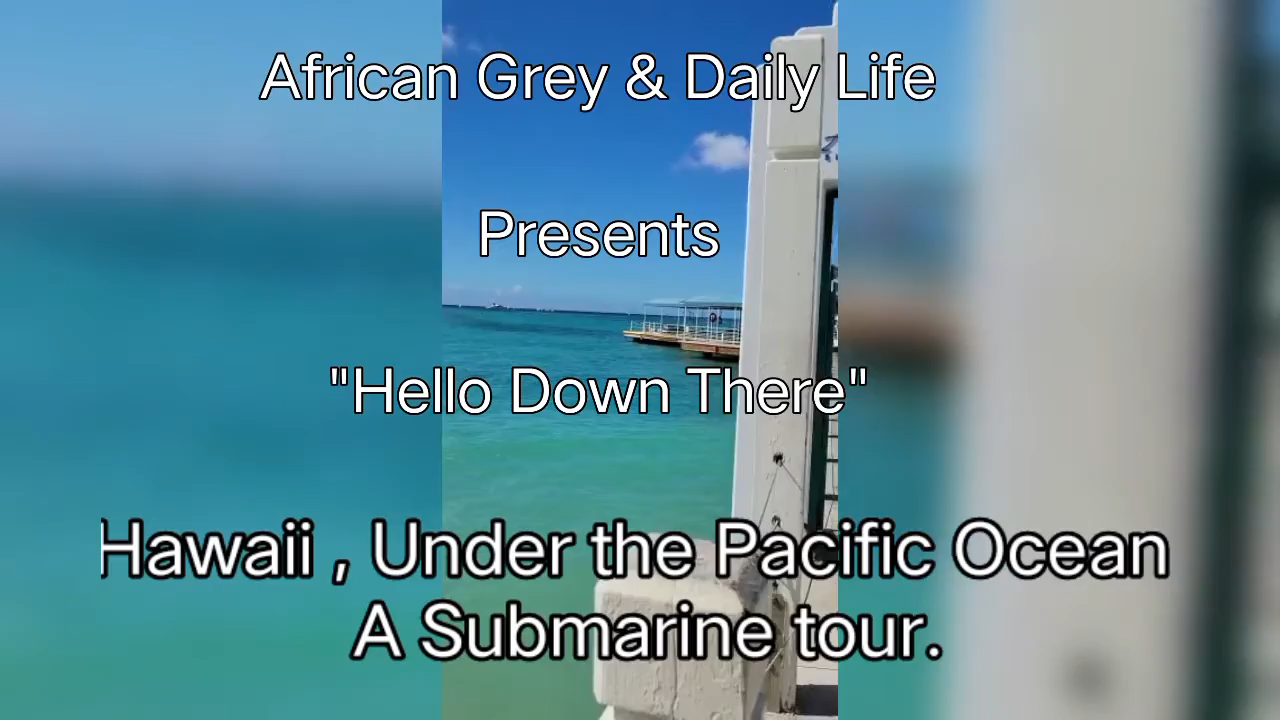 African Grey & Daily Life
Presents
"Hello Down There"
Hawaii , Under the Pacific Ocean
A Submarine tour.